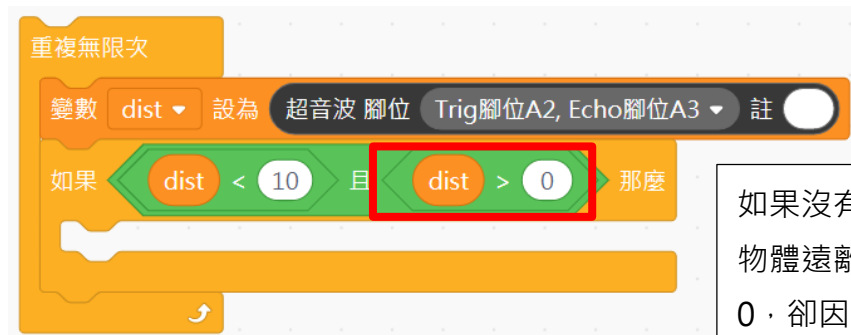 重複無限次
變數 dist 設為 超音波 腳位 Trig腳位A2, Echo腳位A3 註
如果 dist < 10 且 dist > 0 那麼
如果沒有
物體遠離
0，卻因